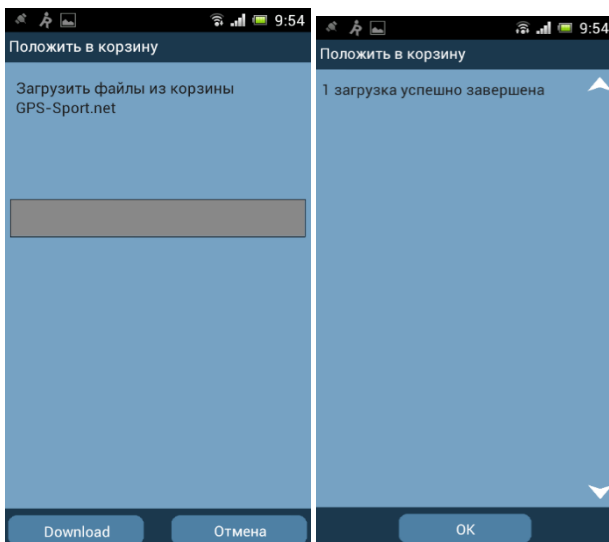 9:54
Положить в корзину
Загрузить файлы из корзины
GPS-Sport.net
Download
Отмена
9:54
Положить в корзину
1 загрузка успешно завершена
OK